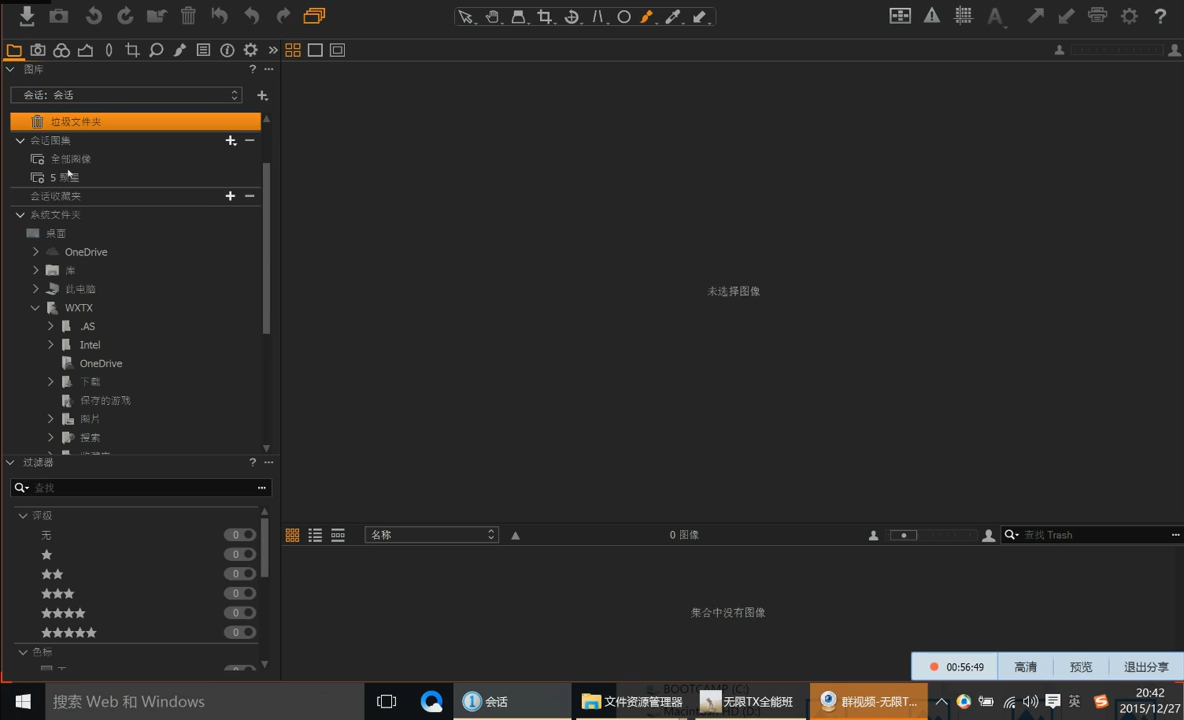 图库
会话: 会话
垃圾文件夹
会话图集
全部图像
5 颗星
会话收藏夹
系统文件夹
桌面
OneDrive
库
此电脑
WXTX
.AS
Intel
OneDrive
下载
保存的游戏
图片
搜索
收藏夹
过滤器
查找
评级
无
0
0
0
0
0
0
色标
无
未选择图像
名称
0 图像
查找 Trash
集合中没有图像
00:56:49
高清
预览
退出分享
搜索 Web 和 Windows
会话
文件资源管理器
BOOTCAMP (C:)
Macintosh HD (D:)
无限TX全能班
群视频-无限T...
英
20:42
2015/12/27